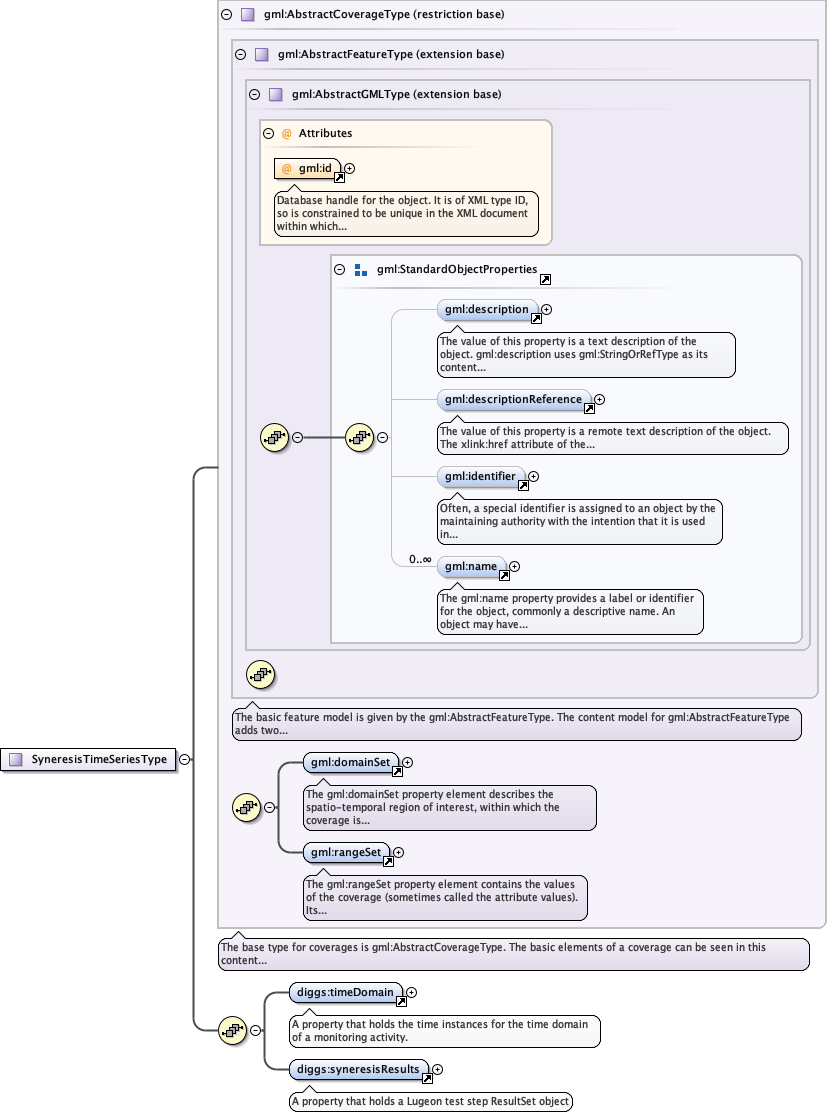 gml:AbstractCoverageType (restriction base)
gml:AbstractFeatureType (extension base)
gml:AbstractGMLType (extension base)
@ Attributes
@ gml:id
Database handle for the object. It is of XML type ID,
so is constrained to be unique in the XML document
within which...
gml:StandardObjectProperties
gml:description
The value of this property is a text description of the
object. gml:description uses gml:StringOrRefType as its
content...
gml:descriptionReference
The value of this property is a remote text description of the object.
The xlink:href attribute of the...
gml:identifier
Often, a special identifier is assigned to an object by the
maintaining authority with the intention that it is used
in...
0..∞
gml:name
The gml:name property provides a label or identifier
for the object, commonly a descriptive name. An
object may have...
The basic feature model is given by the gml:AbstractFeatureType. The content model for gml:AbstractFeatureType
adds two...
SyneresisTimeSeriesType
gml:domainSet
The gml:domainSet property element describes the
spatio-temporal region of interest, within which the
coverage is...
gml:rangeSet
The gml:rangeSet property element contains the values
of the coverage (sometimes called the attribute values).
Its...
The base type for coverages is gml:AbstractCoverageType. The basic elements of a coverage can be seen in this
content...
diggs:timeDomain
A property that holds the time instances for the time domain
of a monitoring activity.
diggs:syneresisResults
A property that holds a Lugeon test step ResultSet object